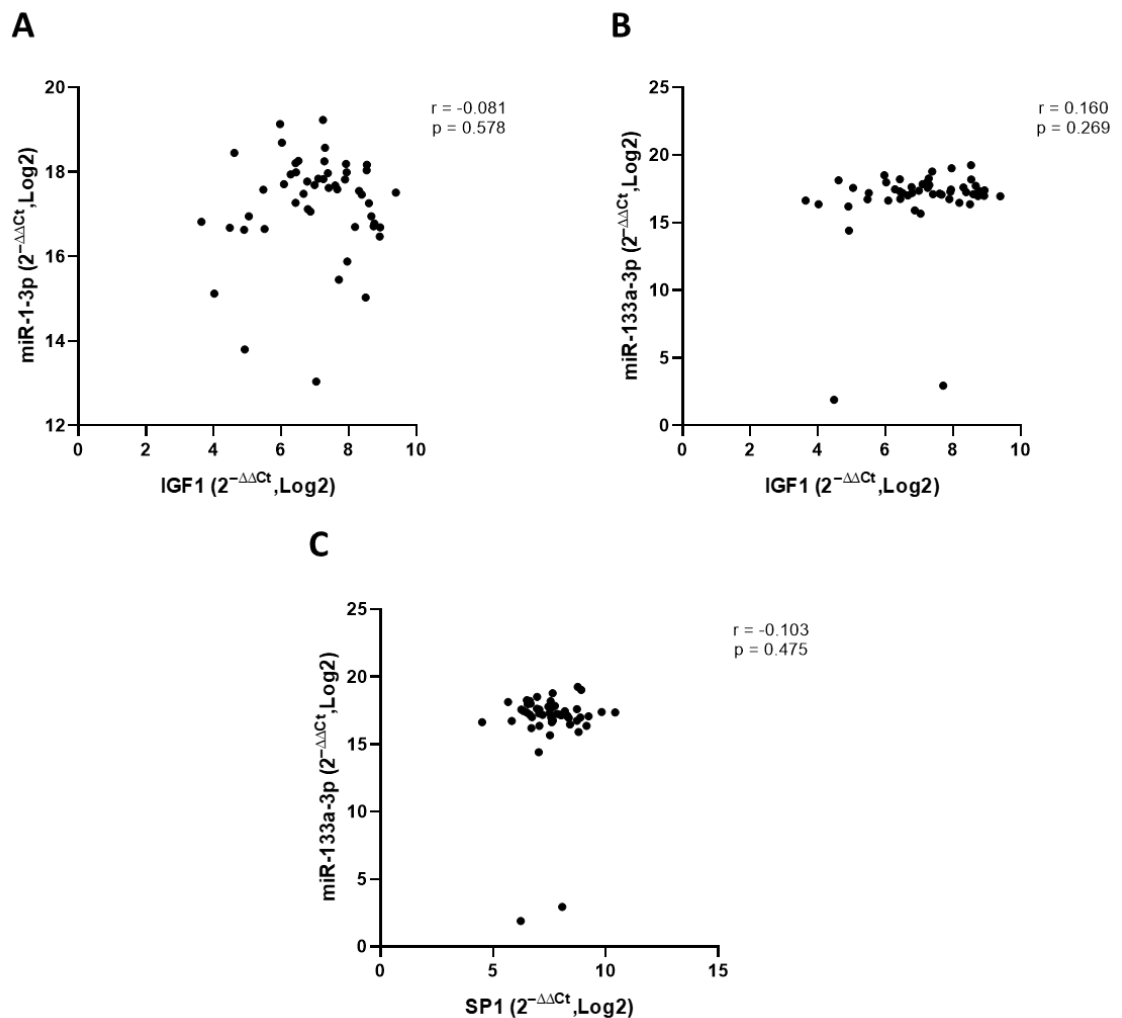 A
B
r = -0.081
p = 0.578
miR-1-3p (2⁻ΔΔCt,Log2)
20
18
16
14
12
0 2 4 6 8 10
IGF1 (2⁻ΔΔCt,Log2)
r = 0.160
p = 0.269
miR-133a-3p (2⁻ΔΔCt,Log2)
25
20
15
10
5
0
0 2 4 6 8 10
IGF1 (2⁻ΔΔCt,Log2)
C
r = -0.103
p = 0.475
miR-133a-3p (2⁻ΔΔCt,Log2)
25
20
15
10
5
0
0 5 10 15
SP1 (2⁻ΔΔCt,Log2)